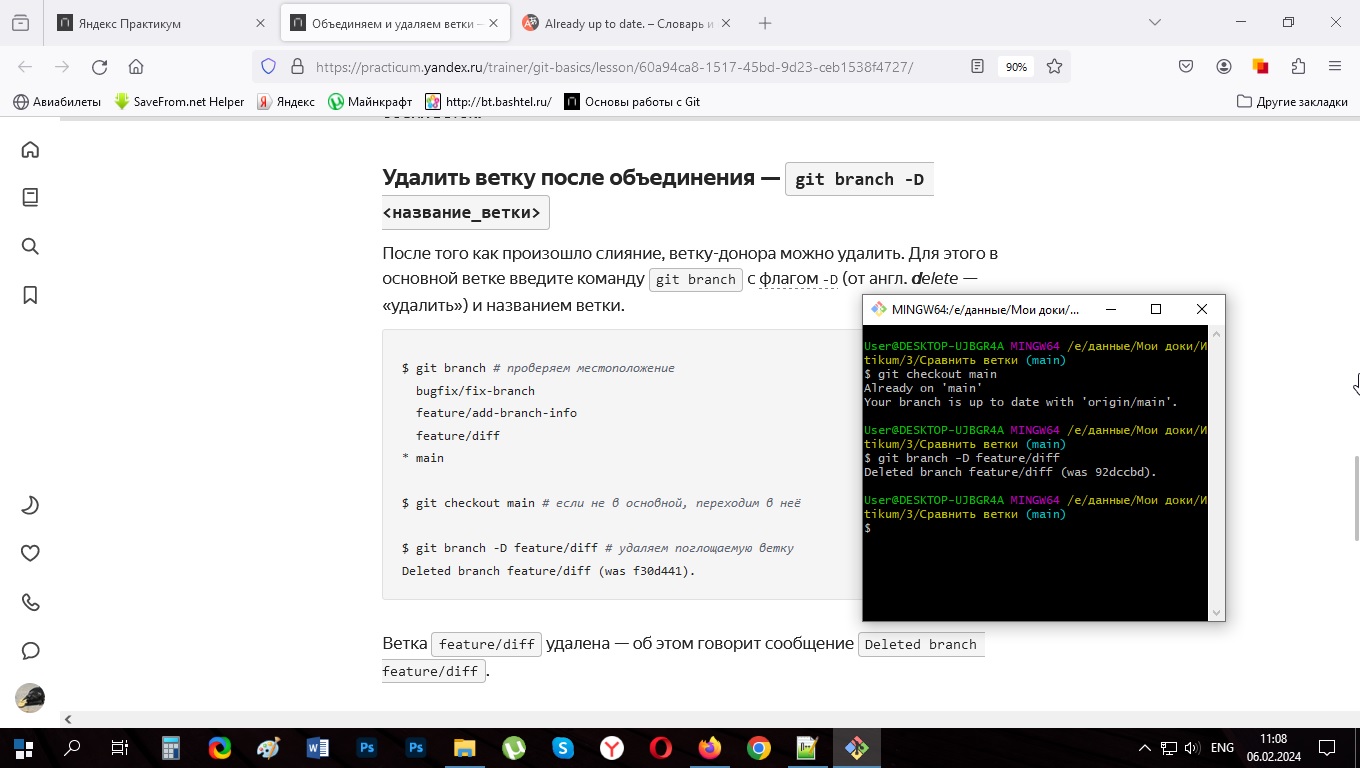 Яндекс Практикум
Объединяем и удаляем ветки —
Already up to date. – Словарь и
https://practicum.yandex.ru/trainer/git-basics/lesson/60a94ca8-1517-45bd-9d23-ceb1538f4727/
90%
Авиабилеты
SaveFrom.net Helper
Яндекс
Майнкрафт
http://bt.bashtel.ru/
Основы работы с Git
Другие закладки
Удалить ветку после объединения — git branch -D
<название_ветки>
После того как произошло слияние, ветку-донора можно удалить. Для этого в
основной ветке введите команду git branch с флагом -D (от англ. delete —
«удалить») и названием ветки.
$ git branch # проверяем местоположение
bugfix/fix-branch
feature/add-branch-info
feature/diff
* main
$ git checkout main # если не в основной, переходим в неё
$ git branch -D feature/diff # удаляем поглощаемую ветку
Deleted branch feature/diff (was f30d441).
Ветка feature/diff удалена — об этом говорит сообщение Deleted branch
feature/diff.
MINGW64:/e/данные/Мои доки/...
User@DESKTOP-UJBGR4A MINGW64 /e/данные/Мои доки/И
tikum/3/Сравнить ветки (main)
$ git checkout main
Already on 'main'
Your branch is up to date with 'origin/main'.
User@DESKTOP-UJBGR4A MINGW64 /e/данные/Мои доки/И
tikum/3/Сравнить ветки (main)
$ git branch -D feature/diff
Deleted branch feature/diff (was 92dccbd).
User@DESKTOP-UJBGR4A MINGW64 /e/данные/Мои доки/И
tikum/3/Сравнить ветки (main)
$
ENG
11:08
06.02.2024